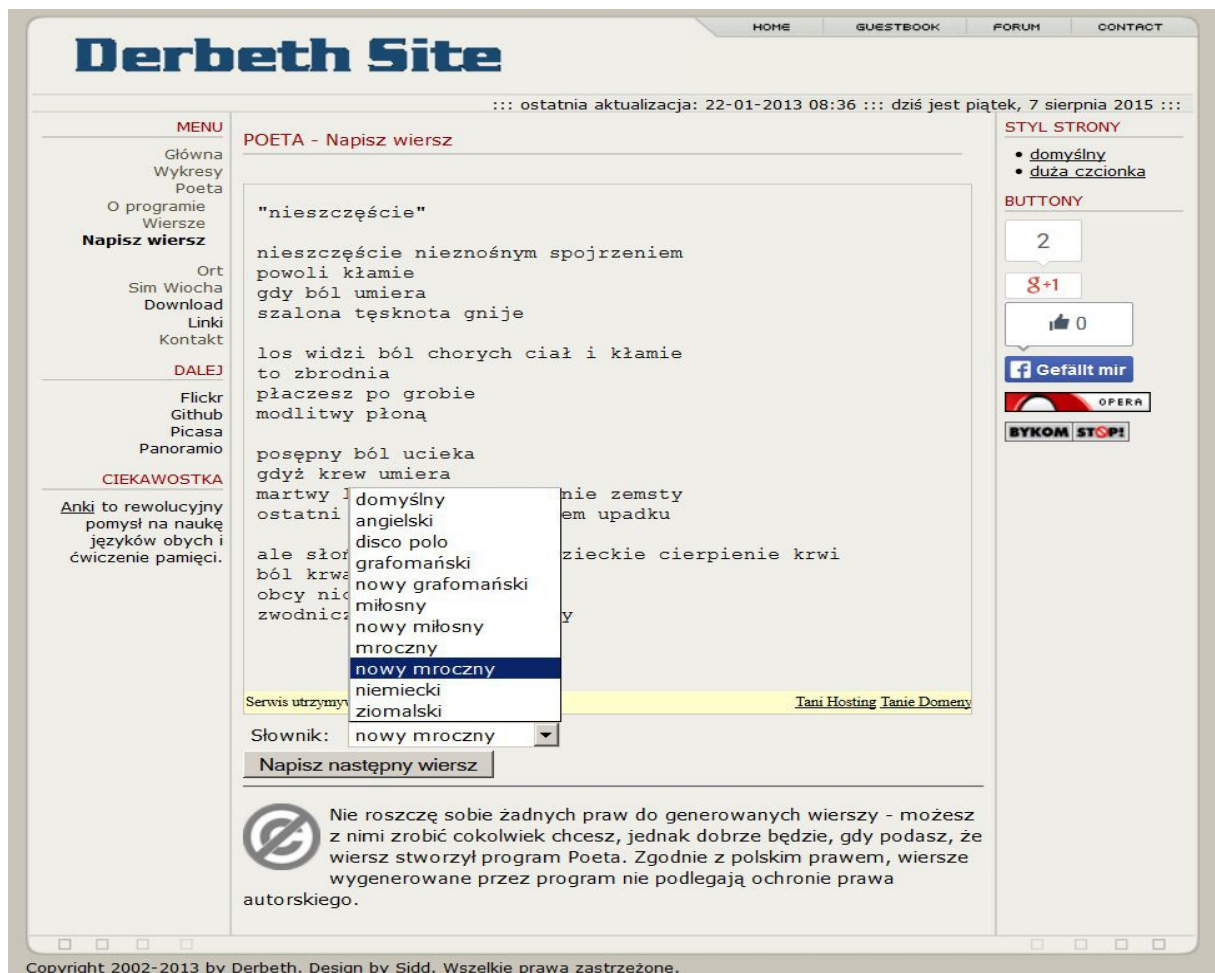 HOME GUESTBOOK FORUM CONTACT
Derbeth Site
::: ostatnia aktualizacja: 22-01-2013 08:36 ::: dziś jest piątek, 7 sierpnia 2015 :::
MENU
Główna
Wykresy
Poeta
O programie
Wiersze
Napisz wiersz
Ort
Sim Wiocha
Download
Linki
Kontakt
DALEJ
Flickr
Github
Picasa
Panoramio
CIEKAWOSTKA
Anki to rewolucyjny
pomysł na naukę
języków obych i
ćwiczenie pamięci.
POETA - Napisz wiersz
"nieszczęście"
nieszczęście nieznośnym spojrzeniem
powoli kłamie
gdy ból umiera
szalona tęsknota gnije
los widzi ból chorych ciał i kłamie
to zbrodnia
płaczesz po grobie
modlitwy płoną
posępny ból ucieka
gdyż krew umiera
martwy nie zemsty
ostatni em upadku
ale zieckie cierpienie krwi
ból
obcy
domyślny
angielski
disco polo
grafomański
nowy grafomański
miłosny
nowy miłosny
mroczny
nowy mroczny
niemiecki
ziomalski
Serwis Tani Hosting Tanie Domeny
Słownik: nowy mroczny
Napisz następny wiersz
Nie roszczę sobie żadnych praw do generowanych wierszy - możesz
z nimi zrobić cokolwiek chcesz, jednak dobrze będzie, gdy podasz, że
wiersz stworzył program Poeta. Zgodnie z polskim prawem, wiersze
wygenerowane przez program nie podlegają ochronie prawa
autorskiego.
STYL STRONY
• domyślny
• duża czcionka
BUTTONY
2
g+1
0
Gefällt mir
OPERA
BYKOM STOP!
Copyright 2002-2013 by Derbeth. Design by Sidd. Wszelkie prawa zastrzeżone.